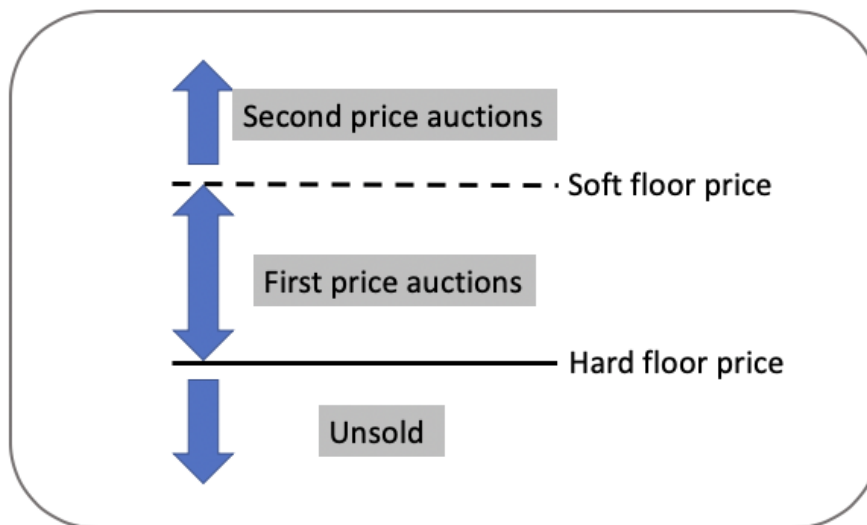 Second price auctions
Soft floor price
First price auctions
Hard floor price
Unsold